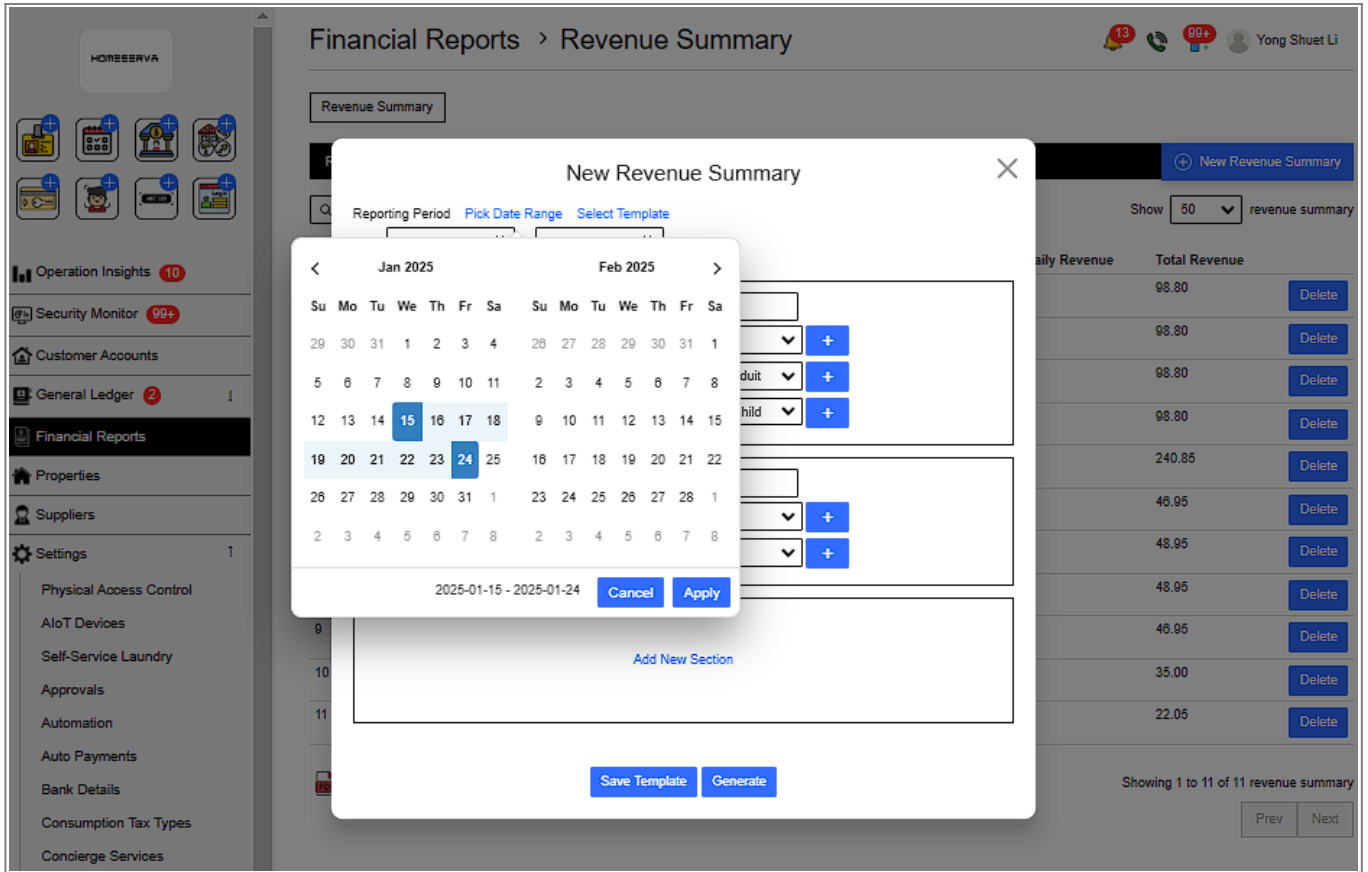 HOMESERVA
Financial Reports > Revenue Summary
13
99+
Yong Shuet Li
Revenue Summary
New Revenue Summary
Show 50 revenue summary
Daily Revenue Total Revenue
98.80 Delete
98.80 Delete
98.80 Delete
98.80 Delete
240.85 Delete
46.95 Delete
48.95 Delete
48.95 Delete
9 46.95 Delete
10 35.00 Delete
11 22.05 Delete
Showing 1 to 11 of 11 revenue summary
Prev Next
Operation Insights 10
Security Monitor 99+
Customer Accounts
General Ledger 2
Financial Reports
Properties
Suppliers
Settings
Physical Access Control
AIoT Devices
Self-Service Laundry
Approvals
Automation
Auto Payments
Bank Details
Consumption Tax Types
Concierge Services
New Revenue Summary
Reporting Period Pick Date Range Select Template
Jan 2025
Su Mo Tu We Th Fr Sa
29 30 31 1 2 3 4
5 6 7 8 9 10 11
12 13 14 15 16 17 18
19 20 21 22 23 24 25
26 27 28 29 30 31 1
2 3 4 5 6 7 8
Feb 2025
Su Mo Tu We Th Fr Sa
26 27 28 29 30 31 1
2 3 4 5 6 7 8
9 10 11 12 13 14 15
16 17 18 19 20 21 22
23 24 25 26 27 28 1
2 3 4 5 6 7 8
2025-01-15 - 2025-01-24 Cancel Apply
+
duit +
hild +
+
+
Add New Section
Save Template Generate